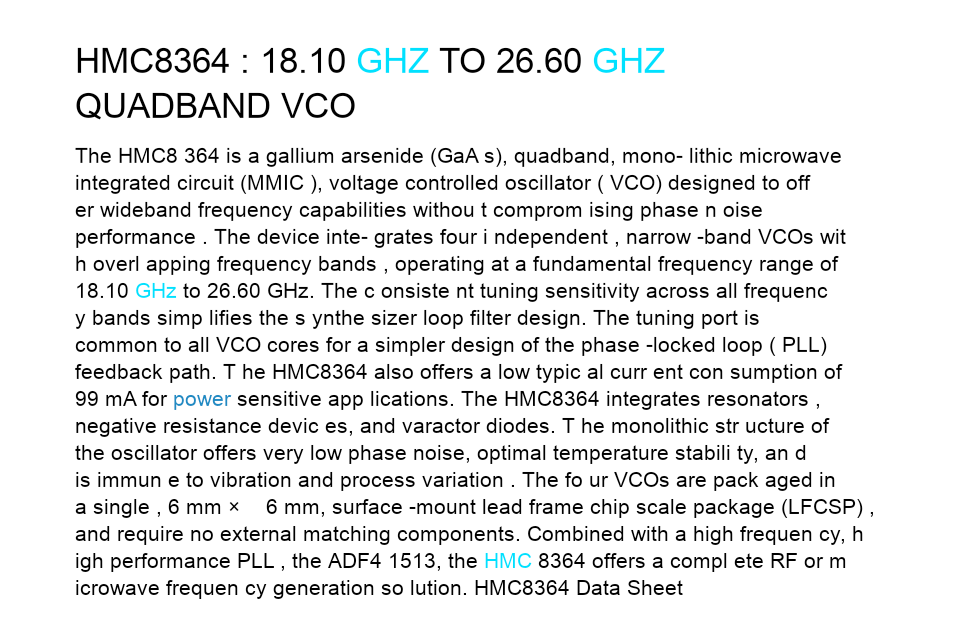 HMC8364 : 18.10 GHZ TO 26.60 GHZ
QUADBAND VCO
The HMC8 364 is a gallium arsenide (GaA s), quadband, mono- lithic microwave
integrated circuit (MMIC ), voltage controlled oscillator ( VCO) designed to off
er wideband frequency capabilities withou t comprom ising phase n oise
performance . The device inte- grates four i ndependent , narrow -band VCOs wit
h overl apping frequency bands , operating at a fundamental frequency range of
18.10 GHz to 26.60 GHz. The c onsiste nt tuning sensitivity across all frequenc
y bands simp lifies the s ynthe sizer loop filter design. The tuning port is
common to all VCO cores for a simpler design of the phase -locked loop ( PLL)
feedback path. T he HMC8364 also offers a low typic al curr ent con sumption of
99 mA for power sensitive app lications. The HMC8364 integrates resonators ,
negative resistance devic es, and varactor diodes. T he monolithic str ucture of
the oscillator offers very low phase noise, optimal temperature stabili ty, an d
is immun e to vibration and process variation . The fo ur VCOs are pack aged in
a single , 6 mm × 6 mm, surface -mount lead frame chip scale package (LFCSP) ,
and require no external matching components. Combined with a high frequen cy, h
igh performance PLL , the ADF4 1513, the HMC 8364 offers a compl ete RF or m
icrowave frequen cy generation so lution. HMC8364 Data Sheet